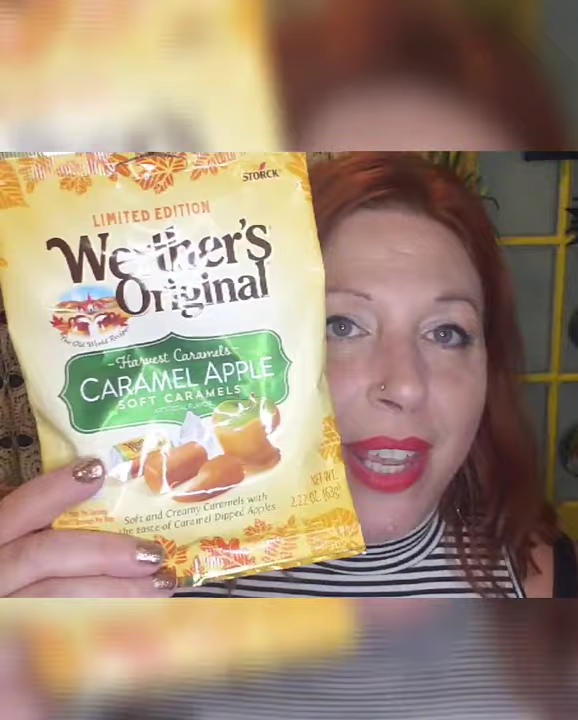 STORCK
LIMITED EDITION
Werther's
Original
The Old World Recipe
Harvest Caramels
CARAMEL APPLE
SOFT CARAMELS
Soft and Creamy Caramels with
the taste of Caramel Dipped Apples
NET WT.
2.22 OZ (63g)